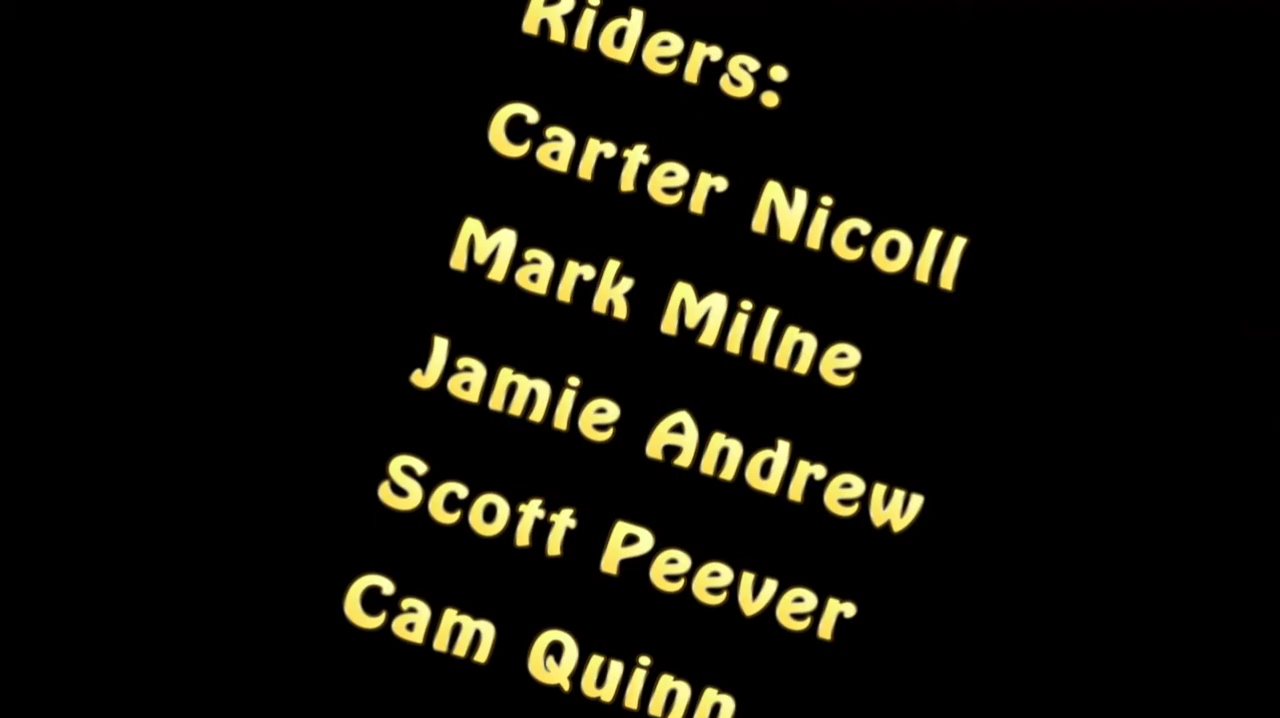 Riders:
Carter Nicoll
Mark Milne
Jamie Andrew
Scott Peever
Cam Quinn